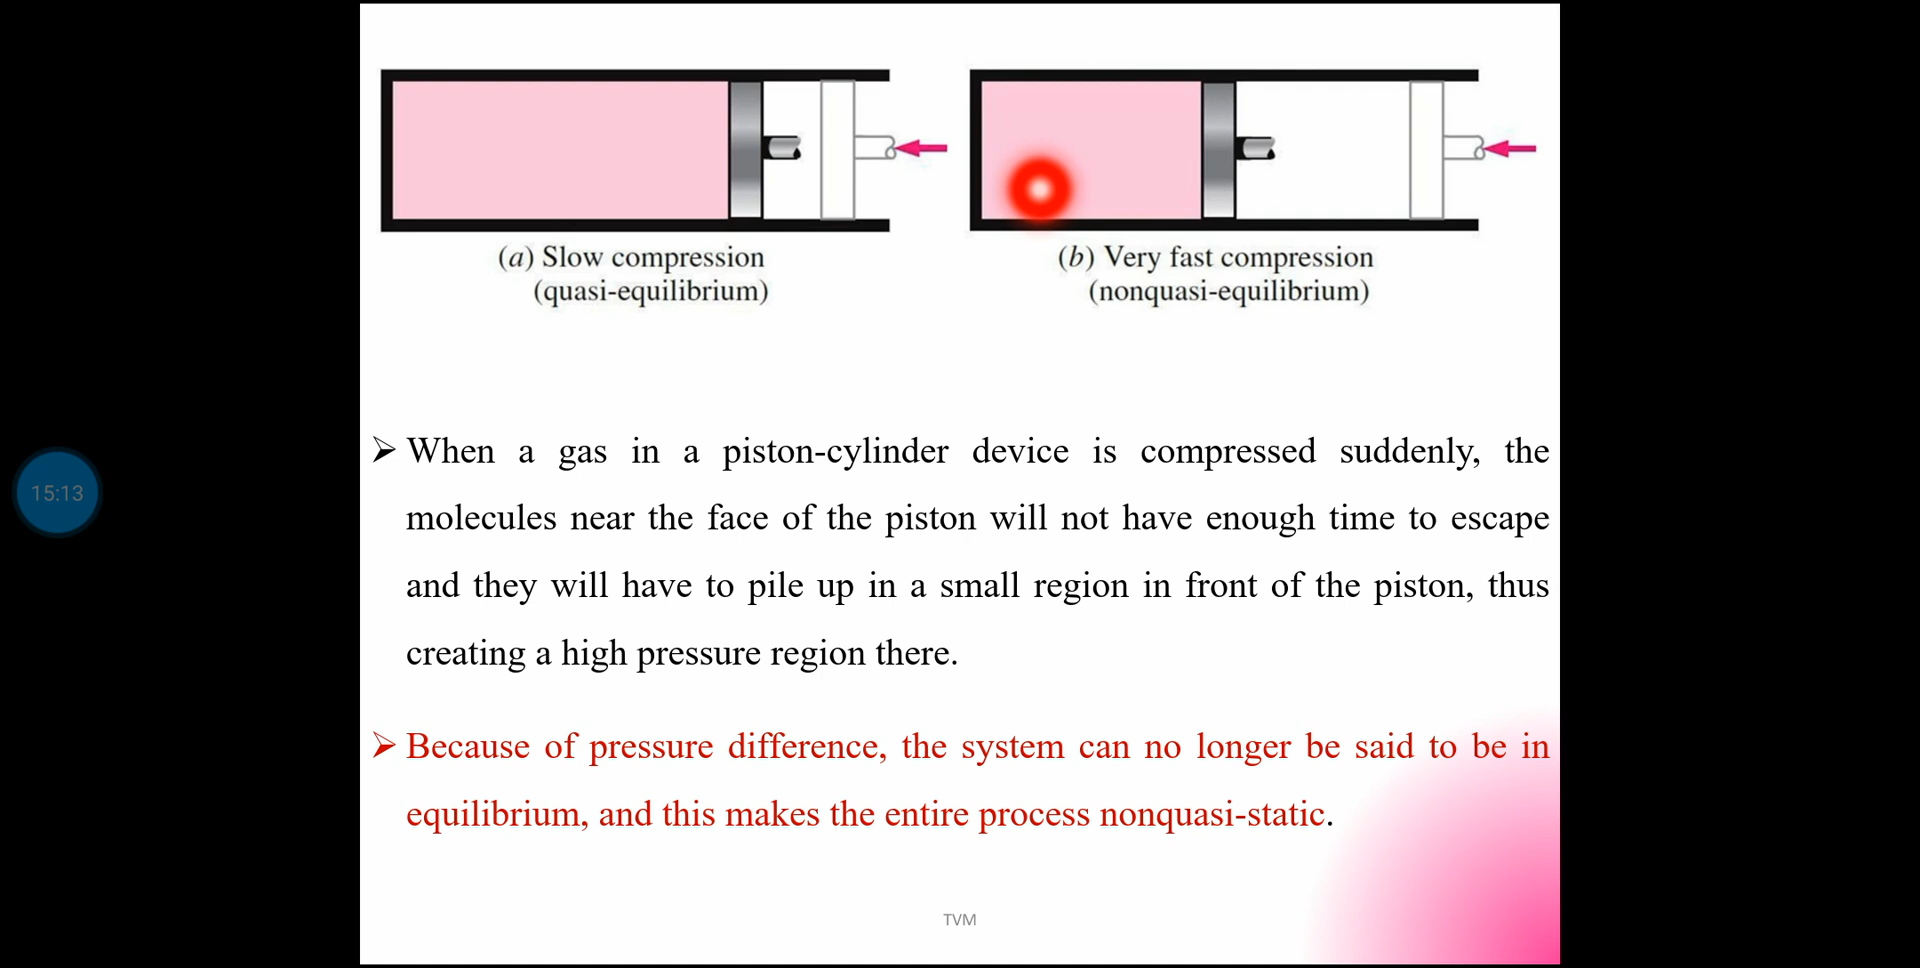 (a) Slow compression
(quasi-equilibrium)
(b) Very fast compression
(nonquasi-equilibrium)
15:13
➢ When a gas in a piston-cylinder device is compressed suddenly, the
molecules near the face of the piston will not have enough time to escape
and they will have to pile up in a small region in front of the piston, thus
creating a high pressure region there.
➢ Because of pressure difference, the system can no longer be said to be in
equilibrium, and this makes the entire process nonquasi-static.
TVM